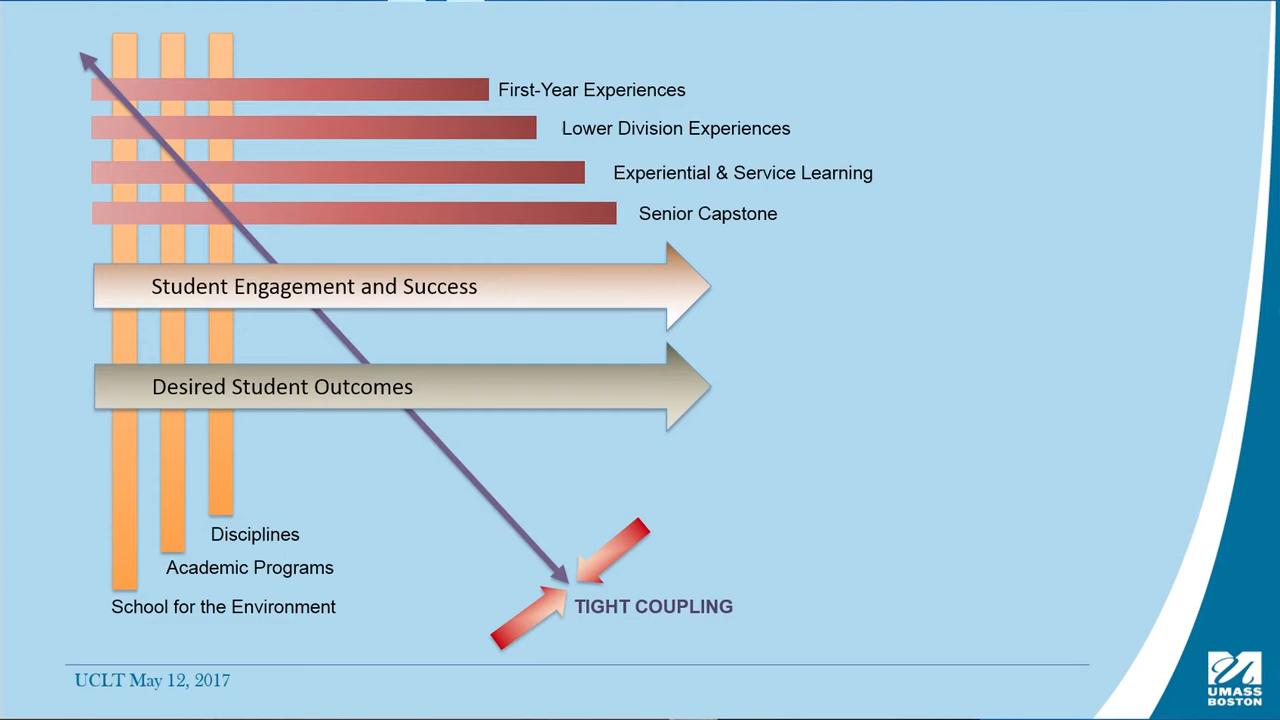 First-Year Experiences
Lower Division Experiences
Experiential & Service Learning
Senior Capstone
Student Engagement and Success
Desired Student Outcomes
Disciplines
Academic Programs
School for the Environment
TIGHT COUPLING
UCLT May 12, 2017
UMASS
BOSTON